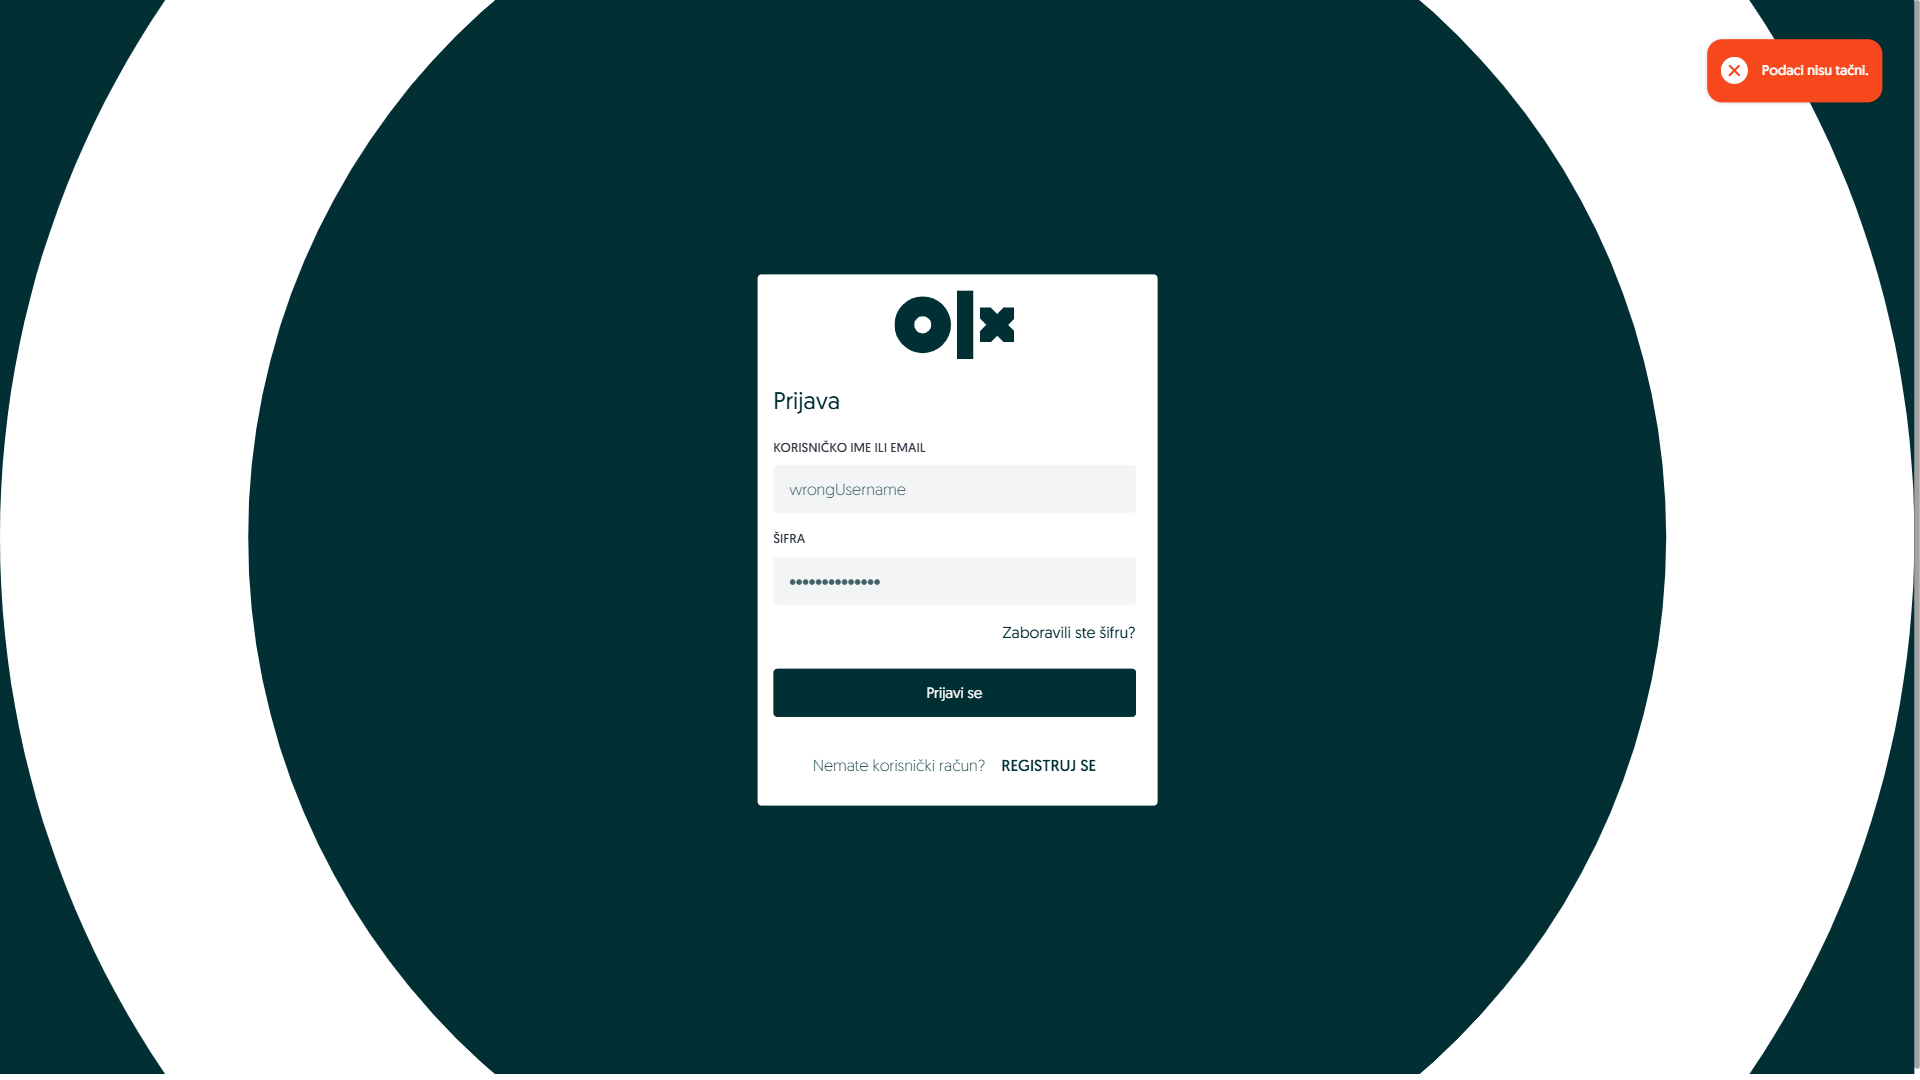 Podaci nisu tačni.
olx
Prijava
KORISNIČKO IME ILI EMAIL
wrongUsername
ŠIFRA
••••••••••••••
Zaboravili ste šifru?
Prijavi se
Nemate korisnički račun? REGISTRUJ SE